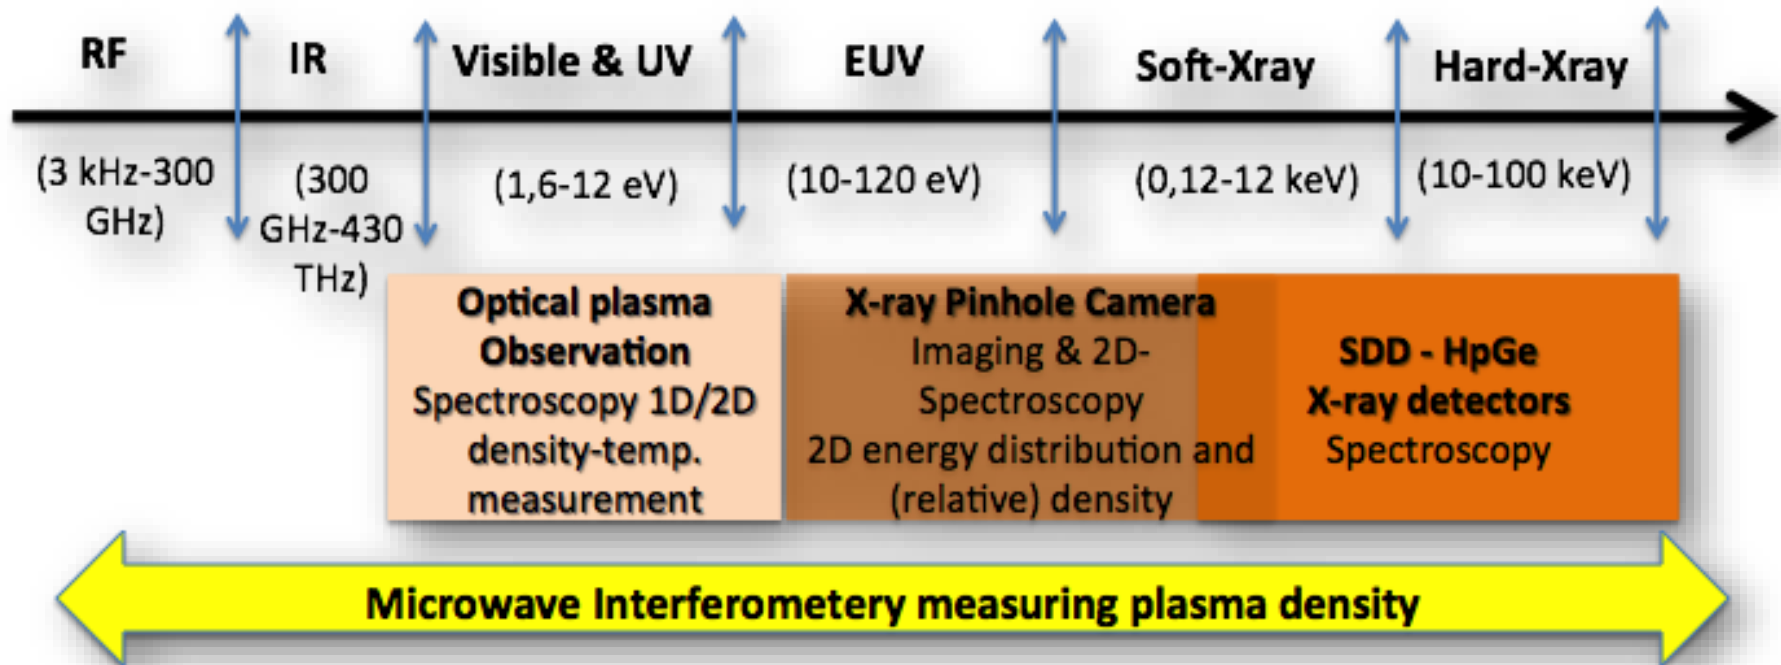 RF
IR
Visible & UV
EUV
Soft-Xray
Hard-Xray
(3 kHz-300
GHz)
(300
GHz-430
THz)
(1,6-12 eV)
(10-120 eV)
(0,12-12 keV)
(10-100 keV)
Optical plasma
Observation
Spectroscopy 1D/2D
density-temp.
measurement
X-ray Pinhole Camera
Imaging & 2D-
Spectroscopy
2D energy distribution and
(relative) density
SDD - HpGe
X-ray detectors
Spectroscopy
Microwave Interferometery measuring plasma density